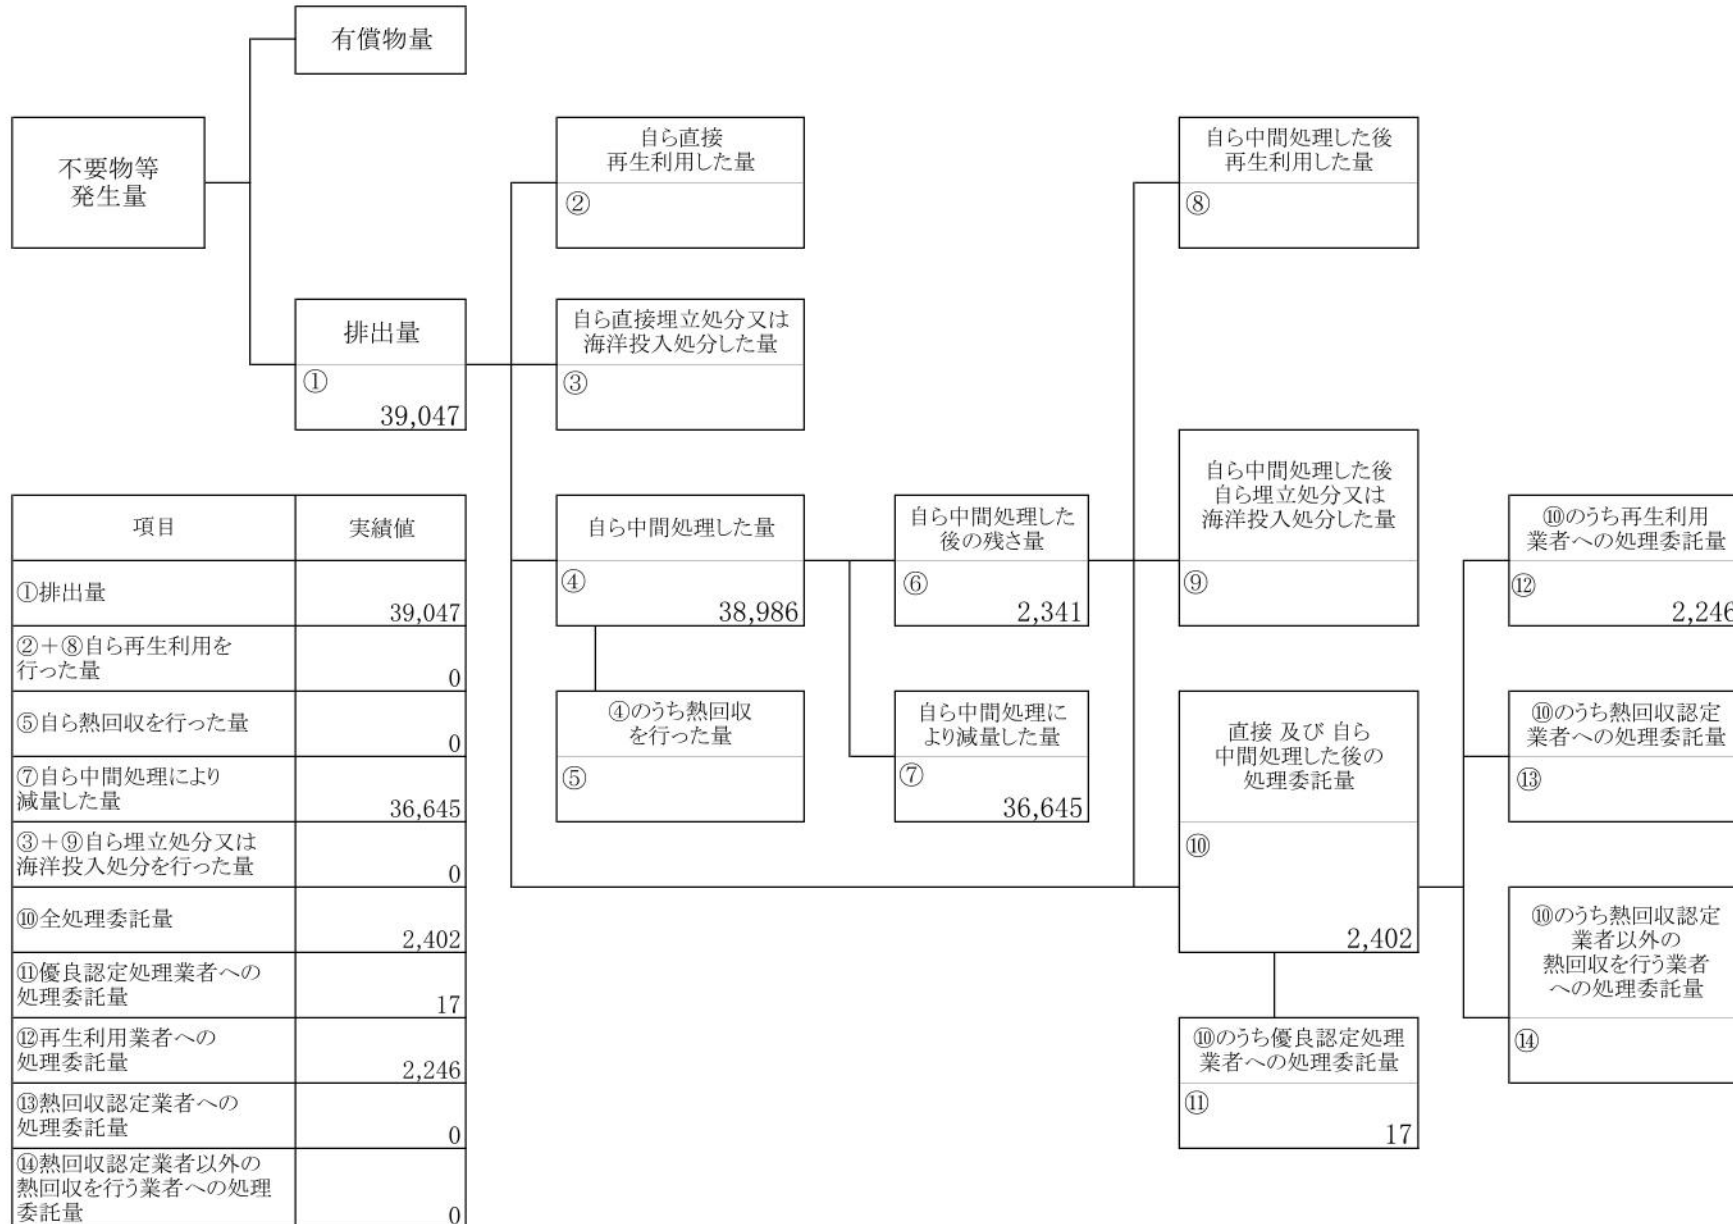 有償物量
不要物等
発生量
自ら直接
再生利用した量
②
自ら中間処理した後
再生利用した量
⑧
排出量
①
39,047
自ら直接埋立処分又は
海洋投入処分した量
③
自ら中間処理した量
④
38,986
自ら中間処理した
後の残さ量
⑥
2,341
自ら中間処理した後
自ら埋立処分又は
海洋投入処分した量
⑨
⑩のうち再生利用
業者への処理委託量
⑫
2,246
④のうち熱回収
を行った量
⑤
自ら中間処理に
より減量した量
⑦
36,645
直接 及び 自ら
中間処理した後の
処理委託量
⑩
2,402
⑩のうち熱回収認定
業者への処理委託量
⑬
⑩のうち熱回収認定
業者以外の
熱回収を行う業者
への処理委託量
⑭
⑩のうち優良認定処理
業者への処理委託量
⑪
17
項目 実績値
①排出量
39,047
②＋⑧自ら再生利用を
行った量
0
⑤自ら熱回収を行った量
0
⑦自ら中間処理により
減量した量
36,645
③＋⑨自ら埋立処分又は
海洋投入処分を行った量
0
⑩全処理委託量
2,402
⑪優良認定処理業者への
処理委託量
17
⑫再生利用業者への
処理委託量
2,246
⑬熱回収認定業者への
処理委託量
0
⑭熱回収認定業者以外の
熱回収を行う業者への処理
委託量
0